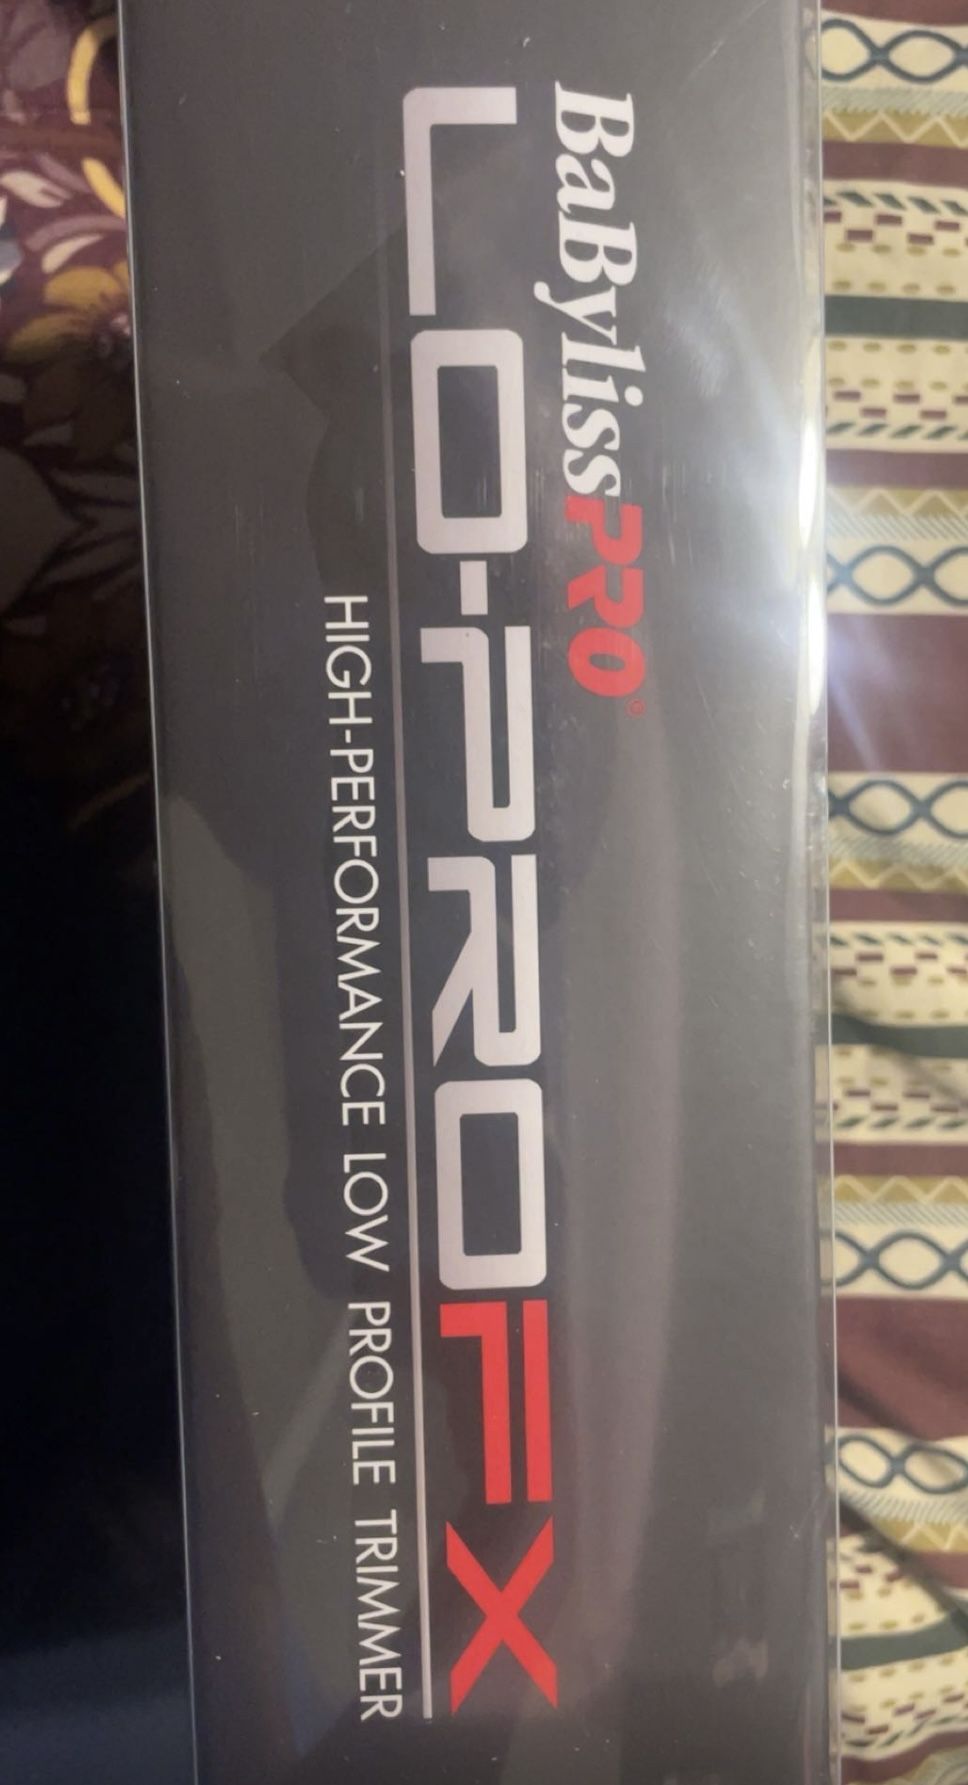 BaBylissPRO®
LO-PROFX
HIGH-PERFORMANCE LOW PROFILE TRIMMER